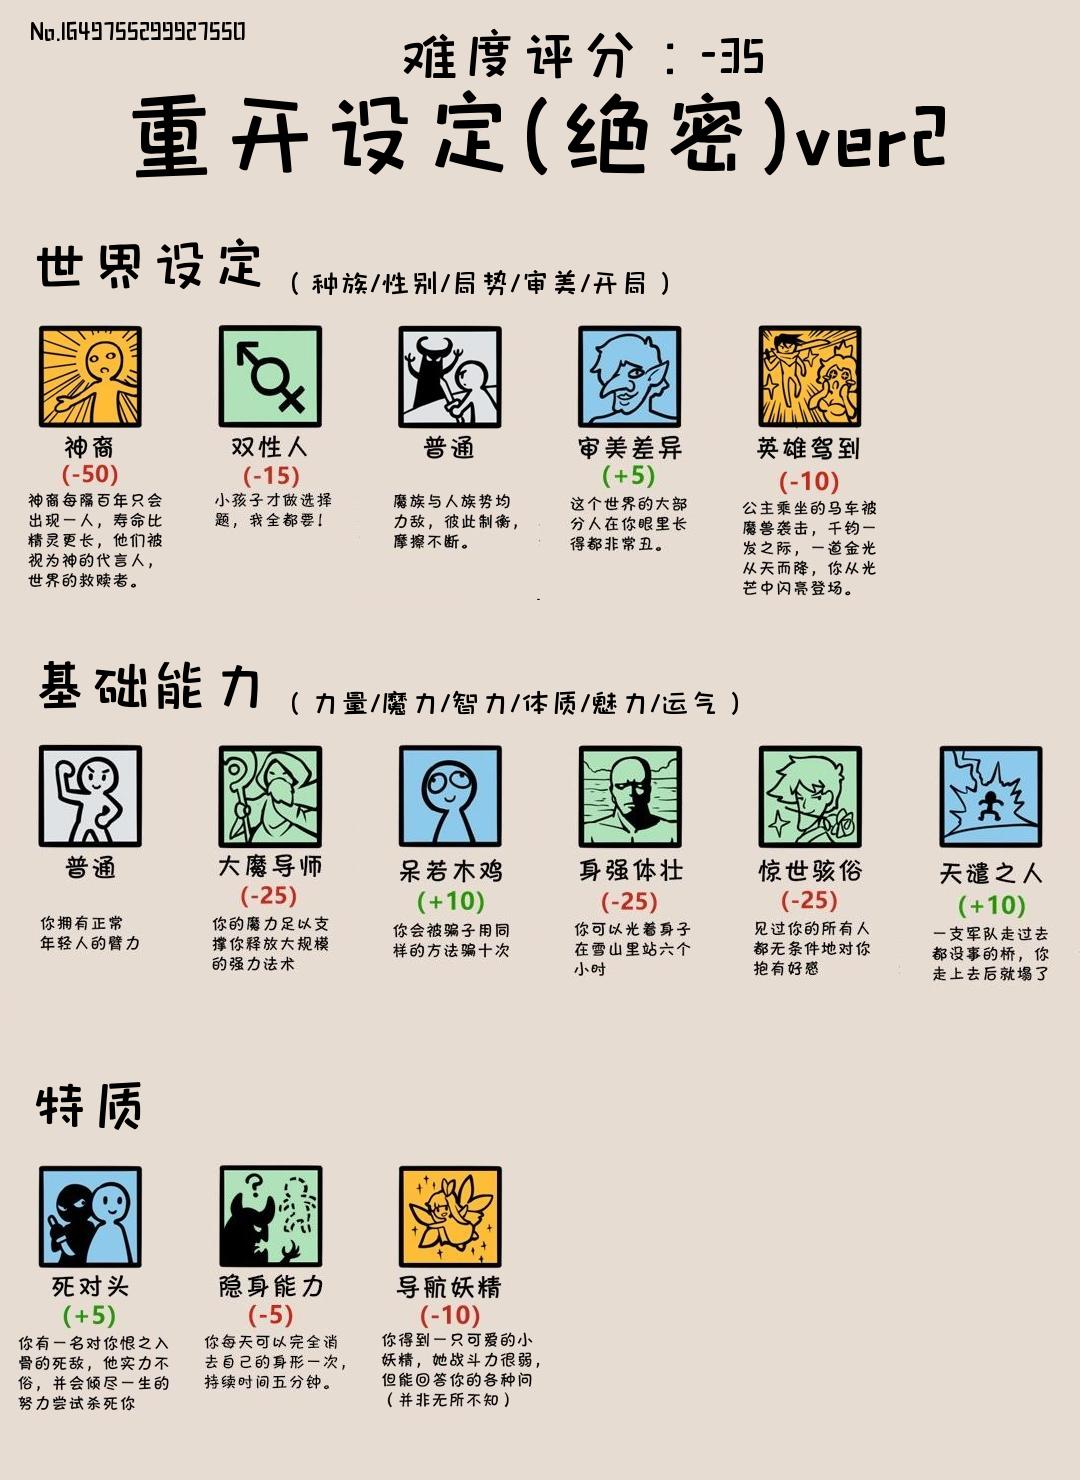 No.1649755299927550
难度评分：-35
重开设定(绝密)ver2
世界设定（种族/性别/局势/审美/开局）
神裔
(-50)
神裔每隔百年只会
出现一人，寿命比
精灵更长，他们被
视为神的代言人，
世界的救赎者。
双性人
(-15)
小孩子才做选择
题，我全都要！
普通
魔族与人族势均
力敌，彼此制衡，
摩擦不断。
审美差异
(+5)
这个世界的大部
分人在你眼里长
得都非常丑。
英雄驾到
(-10)
公主乘坐的马车被
魔兽袭击，千钧一
发之际，一道金光
从天而降，你从光
芒中闪亮登场。
基础能力（力量/魔力/智力/体质/魅力/运气）
普通
你拥有正常
年轻人的臂力
大魔导师
(-25)
你的魔力足以支
撑你释放大规模
的强力法术
呆若木鸡
(+10)
你会被骗子用同
样的方法骗十次
身强体壮
(-25)
你可以光着身子
在雪山里站六个
小时
惊世骇俗
(-25)
见过你的所有人
都无条件地对你
抱有好感
天谴之人
(+10)
一支军队走过去
都没事的桥，你
走上去后就塌了
特质
死对头
(+5)
你有一名对你恨之入
骨的死敌，他实力不
俗，并会倾尽一生的
努力尝试杀死你
隐身能力
(-5)
你每天可以完全消
去自己的身形一次，
持续时间五分钟。
导航妖精
(-10)
你得到一只可爱的小
妖精，她战斗力很弱，
但能回答你的各种问
（并非无所不知）